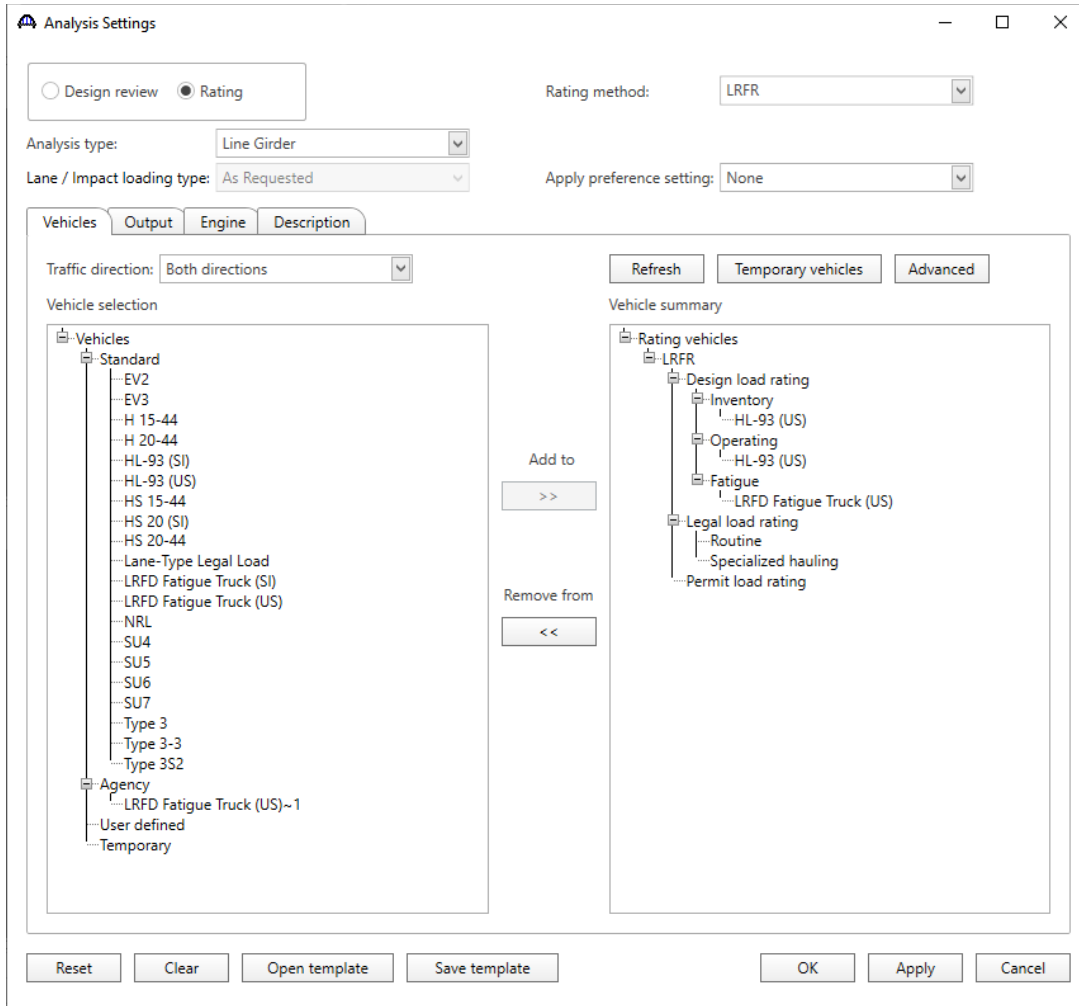 Analysis Settings
Design review Rating Rating method: LRFR
Analysis type: Line Girder
Lane / Impact loading type: As Requested Apply preference setting: None
Vehicles Output Engine Description
Traffic direction: Both directions Refresh Temporary vehicles Advanced
Vehicle selection
Vehicles
Standard
EV2
EV3
H 15-44
H 20-44
HL-93 (SI)
HL-93 (US)
HS 15-44
HS 20 (SI)
HS 20-44
Lane-Type Legal Load
LRFD Fatigue Truck (SI)
LRFD Fatigue Truck (US)
NRL
SU4
SU5
SU6
SU7
Type 3
Type 3-3
Type 3S2
Agency
LRFD Fatigue Truck (US)~1
User defined
Temporary
Add to
>>
Remove from
<<
Vehicle summary
Rating vehicles
LRFR
Design load rating
Inventory
HL-93 (US)
Operating
HL-93 (US)
Fatigue
LRFD Fatigue Truck (US)
Legal load rating
Routine
Specialized hauling
Permit load rating
Reset Clear Open template Save template OK Apply Cancel